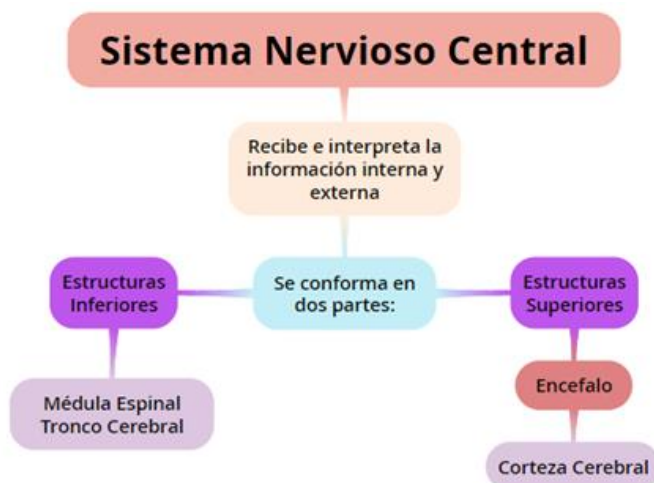 Sistema Nervioso Central
Recibe e interpreta la
información interna y
externa
Estructuras
Inferiores
Se conforma en
dos partes:
Estructuras
Superiores
Médula Espinal
Tronco Cerebral
Encefalo
Corteza Cerebral